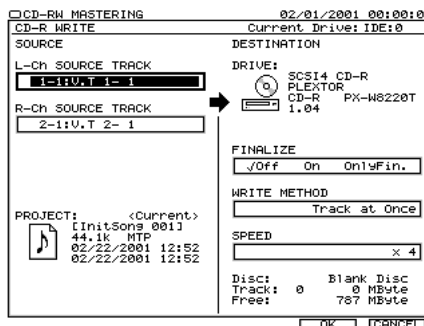 CD-RW MASTERING 02/01/2001 00:00:0
CD-R WRITE Current Drive:IDE:0
SOURCE
L-Ch SOURCE TRACK
1-1:V.T 1- 1
R-Ch SOURCE TRACK
2-1:V.T 2- 1
PROJECT: <Current>
[InitSong 001]
44.1k MTP
02/22/2001 12:52
02/22/2001 12:52
DESTINATION
DRIVE:
SCSI4 CD-R
PLEXTOR
CD-R PX-W8220T
1.04
FINALIZE
√Off On OnlyFin.
WRITE METHOD
Track at Once
SPEED
× 4
Disc: Blank Disc
Track: 0 0 MByte
Free: 787 MByte
OK CANCEL